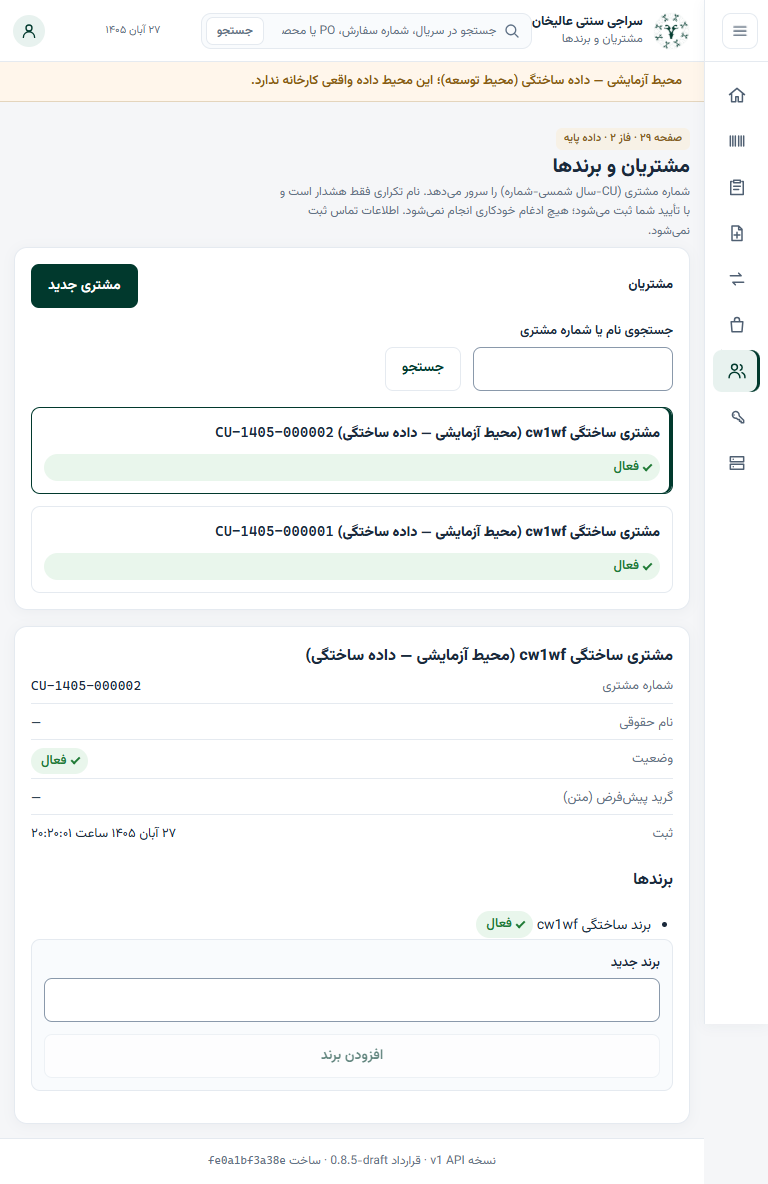 سراجی سنتی عالیخان
مشتریان و برندها
جستجو در سریال، شماره سفارش، PO یا محصـ
جستجو
۲۷ آبان ۱۴۰۵
محیط آزمایشی — داده ساختگی (محیط توسعه)؛ این محیط داده واقعی کارخانه ندارد.
صفحه ۲۹ · فاز ۲ · داده پایه
مشتریان و برندها
شماره مشتری (CU-سال شمسی-شماره) را سرور می‌دهد. نام تکراری فقط هشدار است و
با تأیید شما ثبت می‌شود؛ هیچ ادغام خودکاری انجام نمی‌شود. اطلاعات تماس ثبت
نمی‌شود.
مشتریان
مشتری جدید
جستجوی نام یا شماره مشتری
جستجو
مشتری ساختگی cw1wf (محیط آزمایشی — داده ساختگی) CU-1405-000002
فعال
مشتری ساختگی cw1wf (محیط آزمایشی — داده ساختگی) CU-1405-000001
فعال
مشتری ساختگی cw1wf (محیط آزمایشی — داده ساختگی)
شماره مشتری CU-1405-000002
نام حقوقی —
وضعیت فعال
گرید پیش‌فرض (متن) —
ثبت ۲۷ آبان ۱۴۰۵ ساعت ۲۰:۲۰:۰۱
برندها
• برند ساختگی cw1wf فعال
برند جدید
افزودن برند
نسخه API v1 · قرارداد 0.8.5-draft · ساخت fe0a1bf3a38e